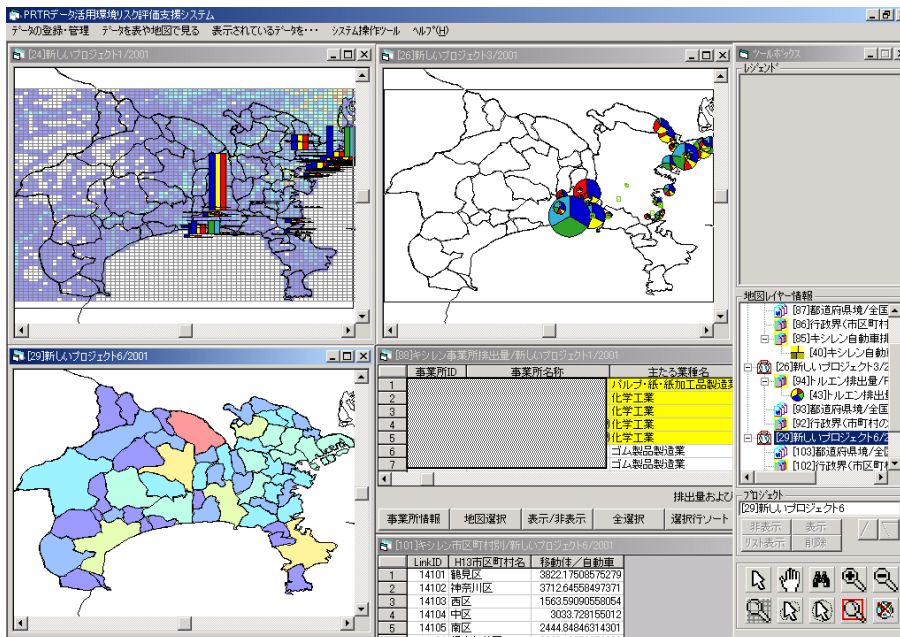 PRTRデータ活用環境リスク評価支援システム
データの登録・管理 データを表や地図で見る 表示されているデータを・・・ システム操作ツール ヘルプ(H)
[24]新しいプロジェクト1/2001
[26]新しいプロジェクト3/2001
ツールボックス
レジェンド
地図レイヤー情報
[87]都道府県境/全国
[86]行政界(市区町村
[85]キシレン自動車排
[40]キシレン自動
[26]新しいプロジェクト3/2
[94]トルエン排出量/F
[43]トルエン排出量
[93]都道府県境/全国
[92]行政界(市町村の
[29]新しいプロジェクト6/2
[103]都道府県境/全国
[102]行政界(市区町村
[29]新しいプロジェクト6/2001
[88]キシレン事業所排出量/新しいプロジェクト1/2001
事業所ID 事業所名称 主たる業種名
1 パルプ・紙・紙加工品製造業
2 化学工業
3 化学工業
4 化学工業
5 化学工業
6 ゴム製品製造業
7 ゴム製品製造業
排出量および
事業所情報 地図選択 表示/非表示 全選択 選択行ソート
プロジェクト
[29]新しいプロジェクト6
非表示 表示
リスト表示 削除
[101]キシレン市区町村別/新しいプロジェクト6/2001
LinkID H13市区町村名 移動体/自動車
1 14101 鶴見区 3822.17508575279
2 14102 神奈川区 3712.64558497371
3 14103 西区 1563.59090558054
4 14104 中区 3033.728155012
5 14105 南区 2444.84846314301